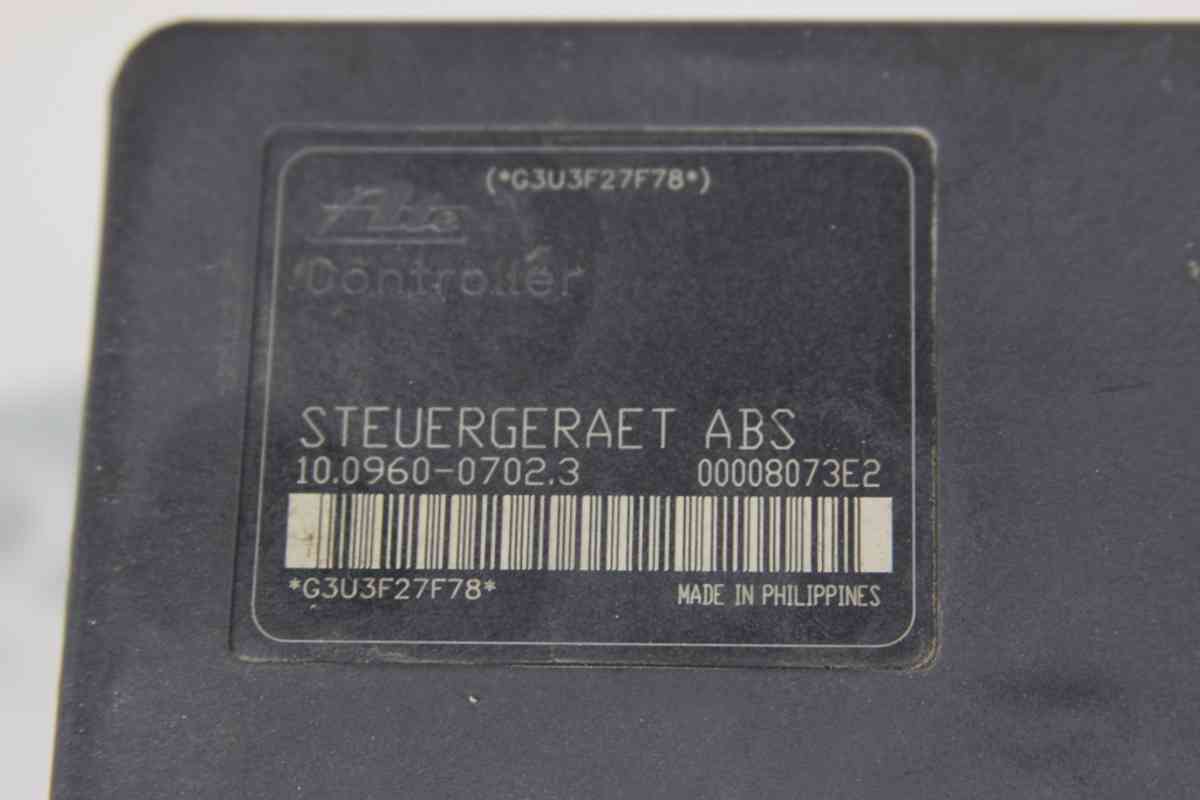 (*G3U3F27F78*)
Ate
Controller
STEUERGERAET ABS
10.0960-0702.3 00008073E2
*G3U3F27F78* MADE IN PHILIPPINES